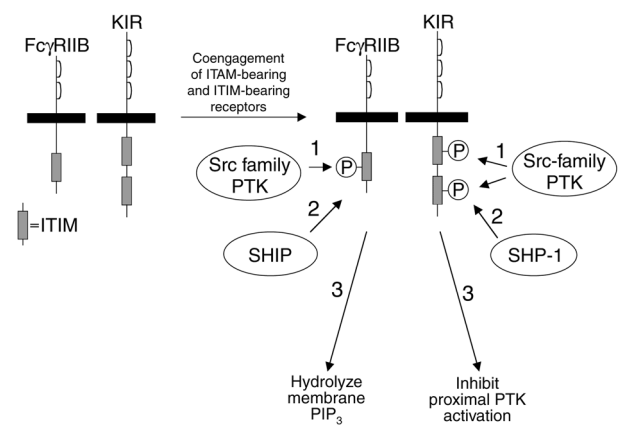 FcγRIIB
KIR
Coengagement
of ITAM-bearing
and ITIM-bearing
receptors
=ITIM
FcγRIIB
KIR
Src family
PTK
1
P
2
SHIP
3
Hydrolyze
membrane
PIP₃
P
P
1
Src-family
PTK
2
SHP-1
3
Inhibit
proximal PTK
activation